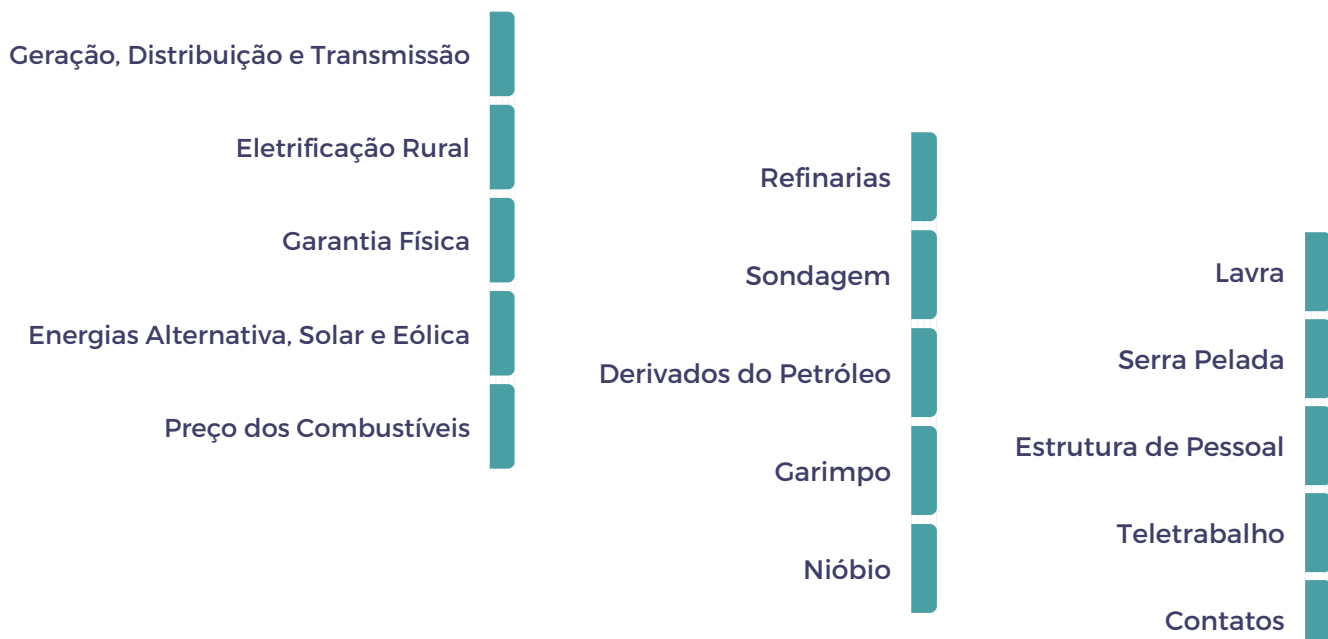 Geração, Distribuição e Transmissão
Eletrificação Rural
Garantia Física
Energias Alternativa, Solar e Eólica
Preço dos Combustíveis
Refinarias
Sondagem
Derivados do Petróleo
Garimpo
Nióbio
Lavra
Serra Pelada
Estrutura de Pessoal
Teletrabalho
Contatos